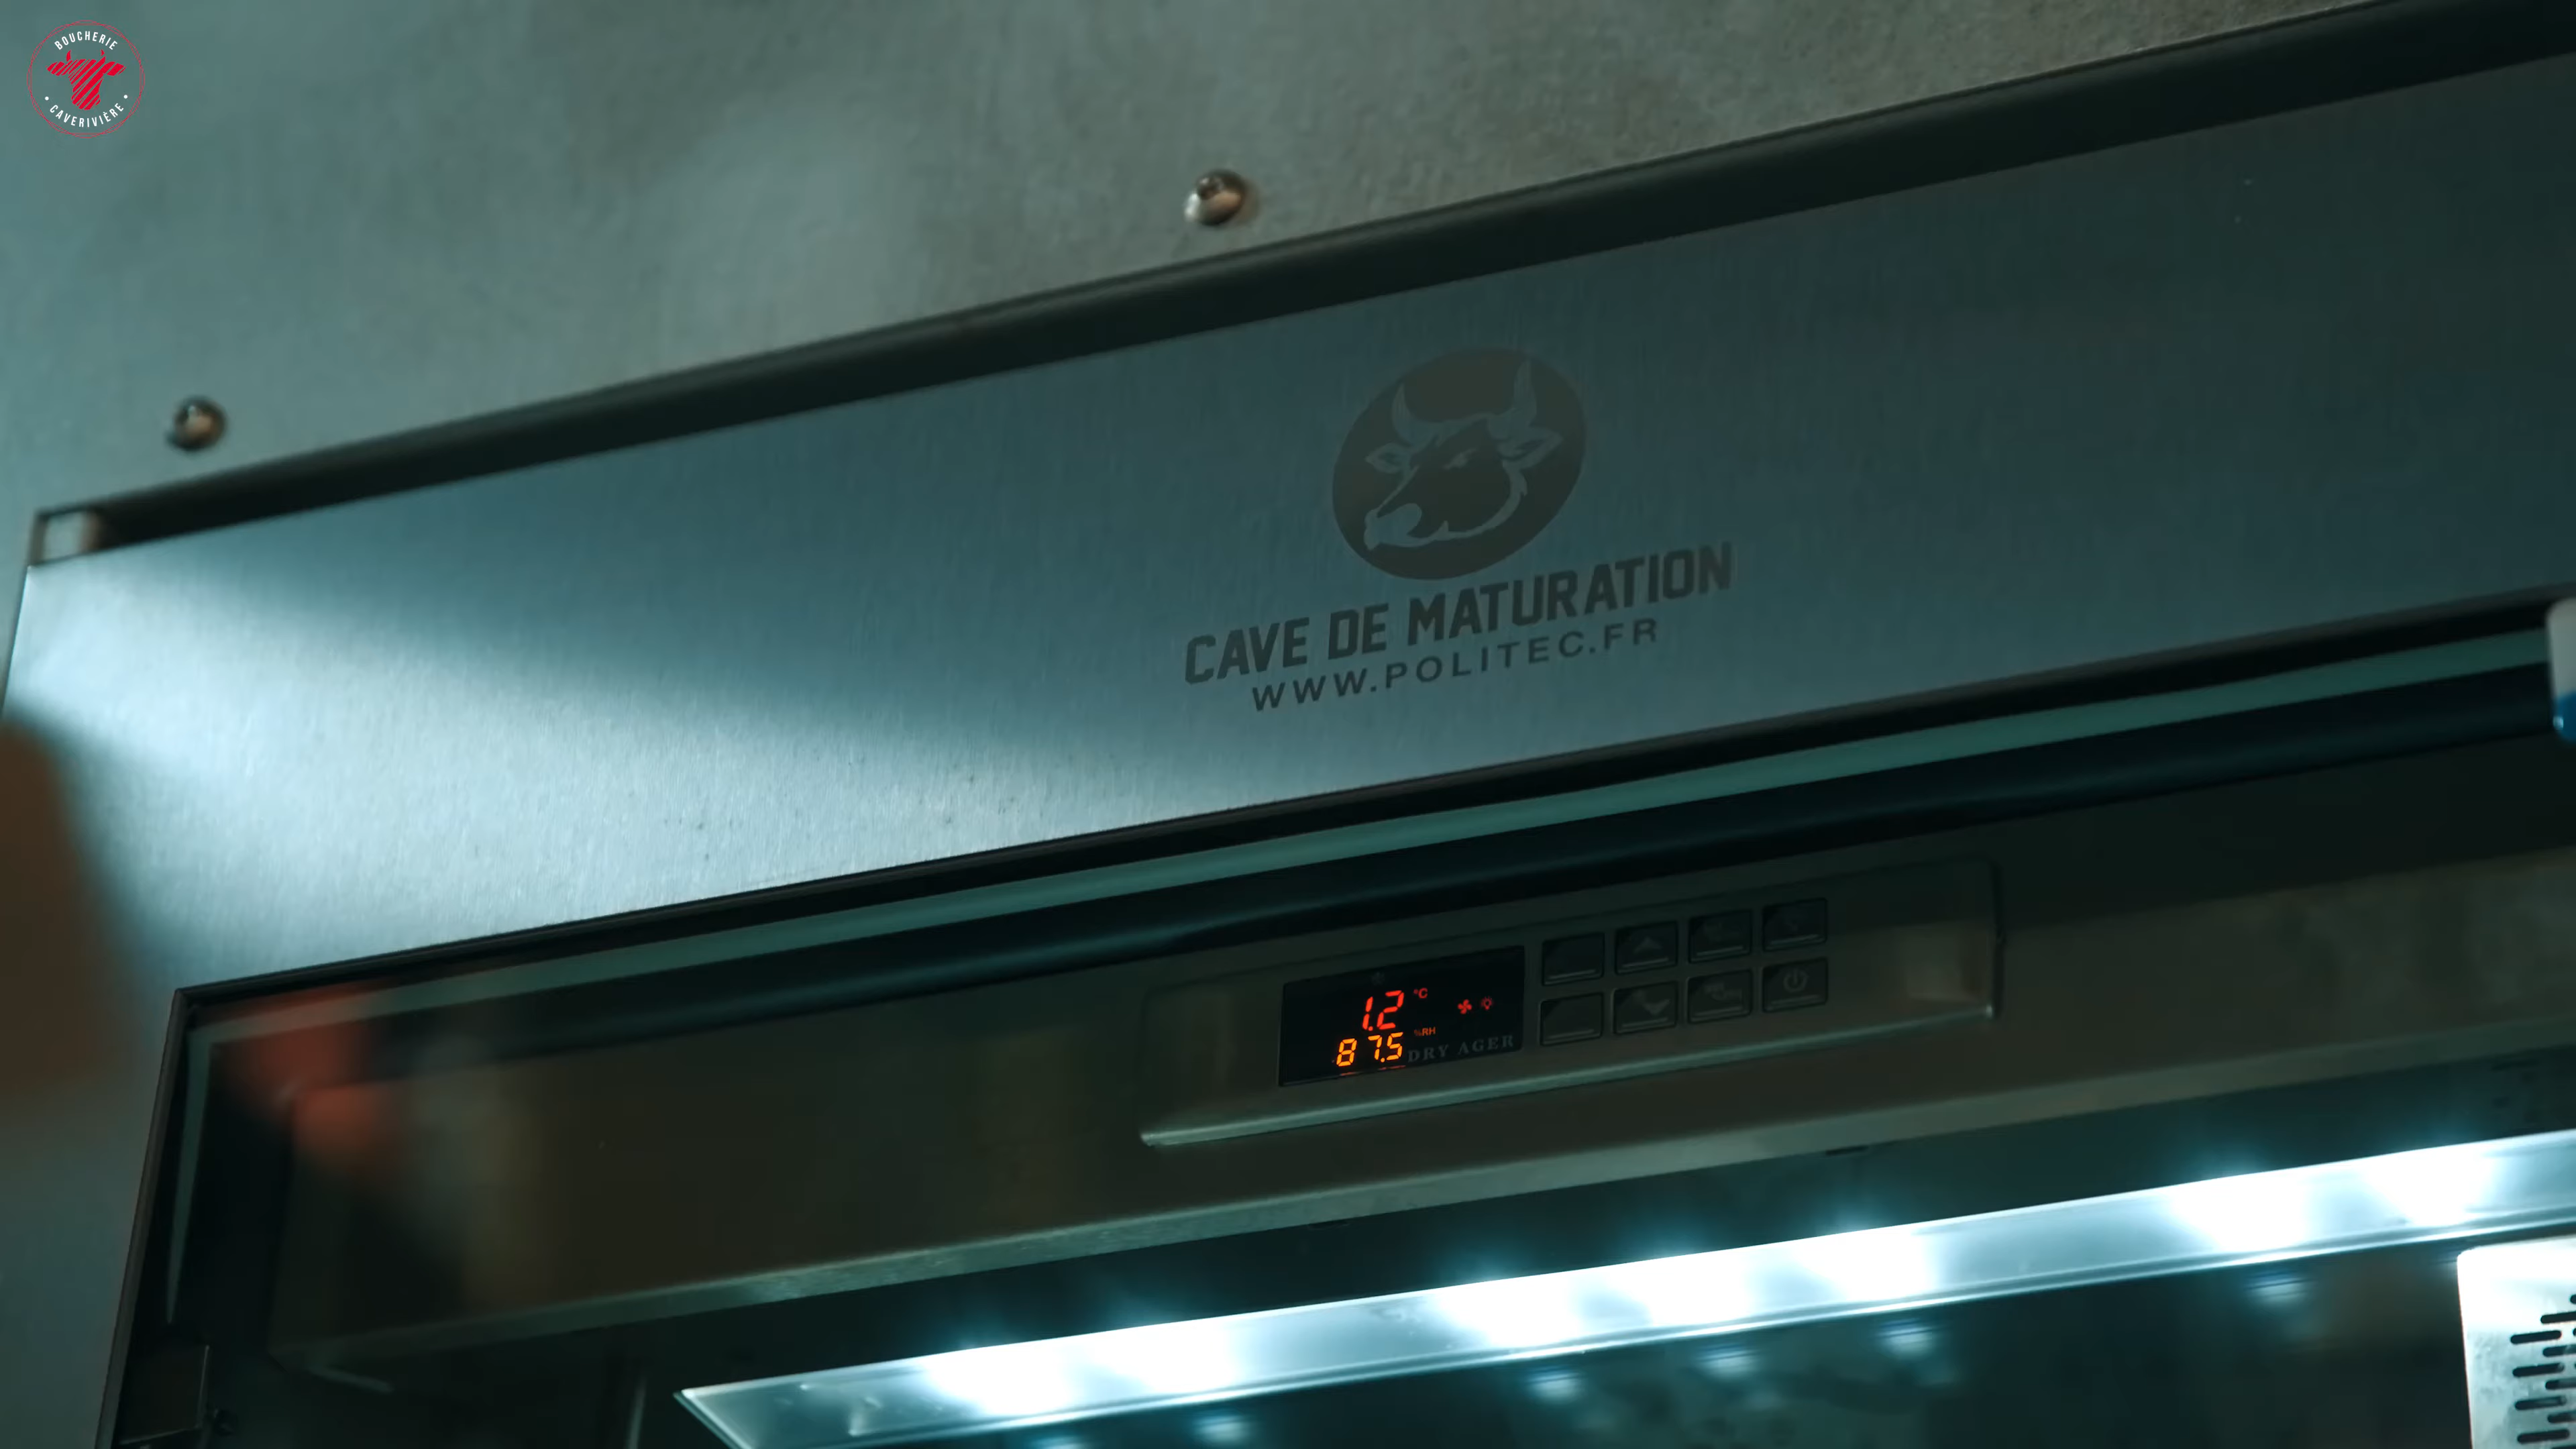 BOUCHERIE
CAVERIVIÈRE
CAVE DE MATURATION
WWW.POLITEC.FR
1.2 °C
87.5 %RH
DRY AGER